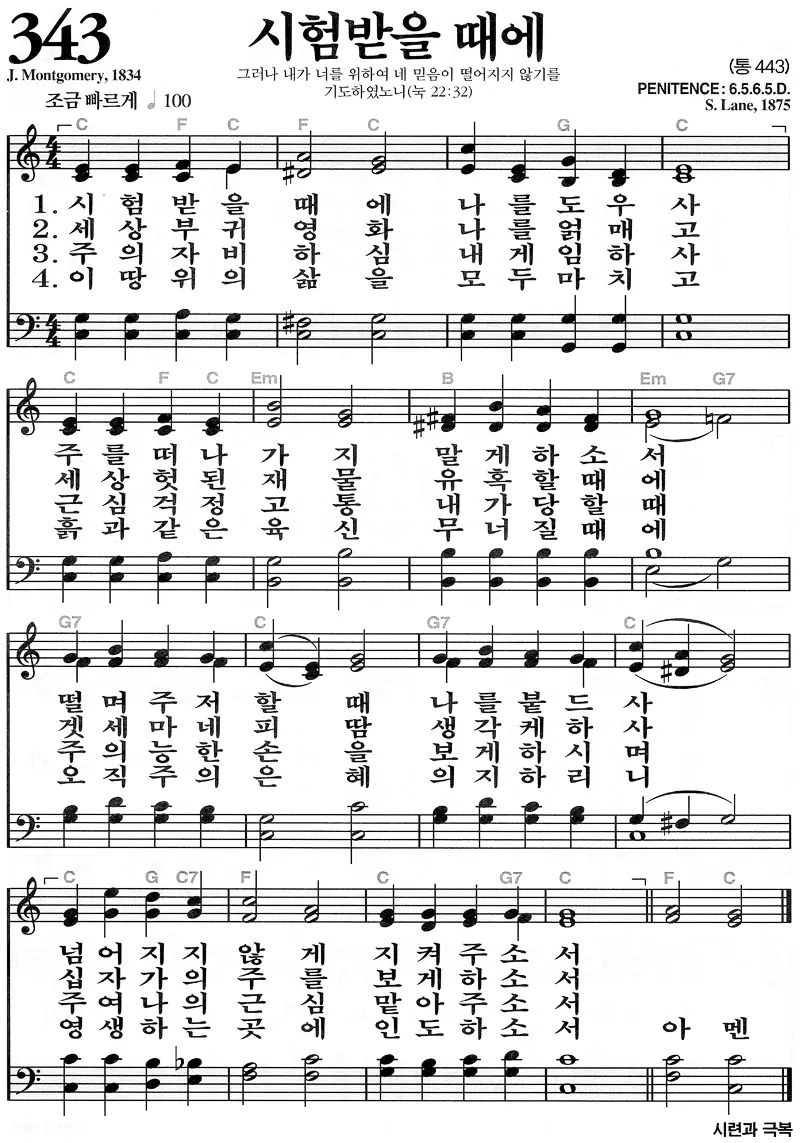 343
시험받을 때에
J. Montgomery, 1834
그러나 내가 너를 위하여 네 믿음이 떨어지지 않기를
기도하였노니(눅 22:32)
(통 443)
PENITENCE : 6.5.6.5.D.
S. Lane, 1875
조금 빠르게 ♩ 100
C F C F C G C
1. 시 험 받 을 때 에 나 를 도 우 사
2. 세 상 부 귀 영 화 나 를 얽 매 고
3. 주 의 자 비 하 심 내 게 임 하 사
4. 이 땅 위 의 삶 을 모 두 마 치 고
C F C Em B Em G7
주 를 떠 나 가 지 말 게 하 소 서
세 상 헛 된 재 물 유 혹 할 때 에
근 심 걱 정 고 통 내 가 당 할 때
흙 과 같 은 육 신 무 너 질 때 에
G7 C G7 C
떨 며 주 저 할 때 나 를 붙 드 사
겟 세 마 네 피 땀 생 각 케 하 사
주 의 능 한 손 을 보 게 하 시 며
오 직 주 의 은 혜 의 지 하 리 니
C G C7 F C G7 C F C
넘 어 지 지 않 게 지 켜 주 소 서
십 자 가 의 주 를 보 게 하 소 서
주 여 나 의 근 심 맡 아 주 소 서
영 생 하 는 곳 에 인 도 하 소 서 아 멘
시련과 극복